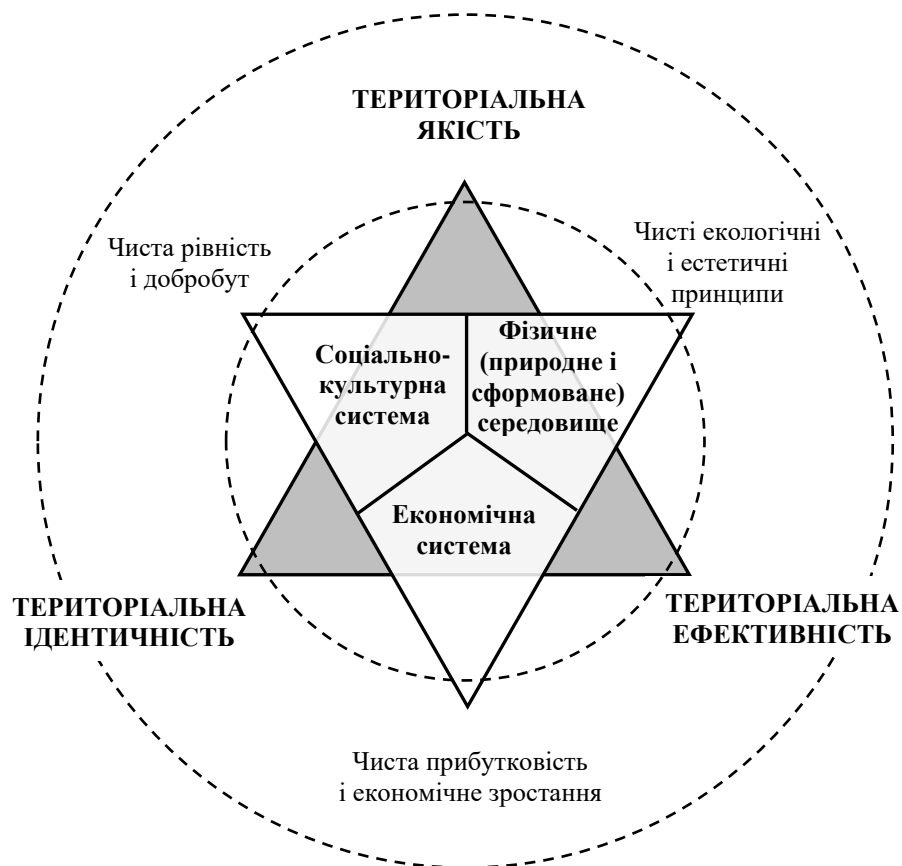 ТЕРИТОРІАЛЬНА
ЯКІСТЬ
Чиста рівність
і добробут
Чисті екологічні
і естетичні
принципи
Соціально-
культурна
система
Фізичне
(природне і
сформоване)
середовище
Економічна
система
ТЕРИТОРІАЛЬНА
ІДЕНТИЧНІСТЬ
ТЕРИТОРІАЛЬНА
ЕФЕКТИВНІСТЬ
Чиста прибутковість
і економічне зростання